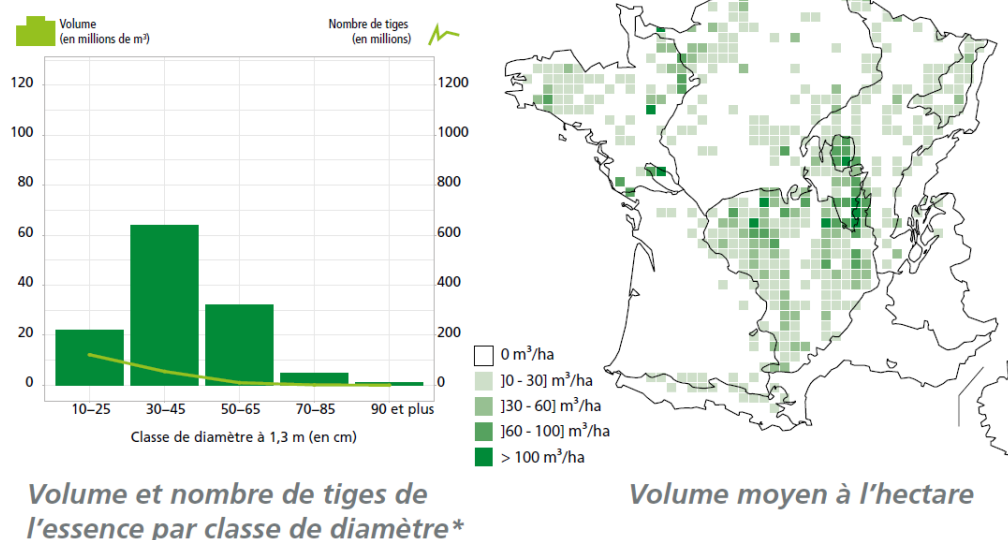 Volume
(en millions de m³)
Nombre de tiges
(en millions)
120
100
80
60
40
20
0
1200
1000
800
600
400
200
0
10–25
30–45
50–65
70–85
90 et plus
Classe de diamètre à 1,3 m (en cm)
Volume et nombre de tiges de
l'essence par classe de diamètre*
0 m³/ha
]0 - 30] m³/ha
]30 - 60] m³/ha
]60 - 100] m³/ha
> 100 m³/ha
Volume moyen à l'hectare